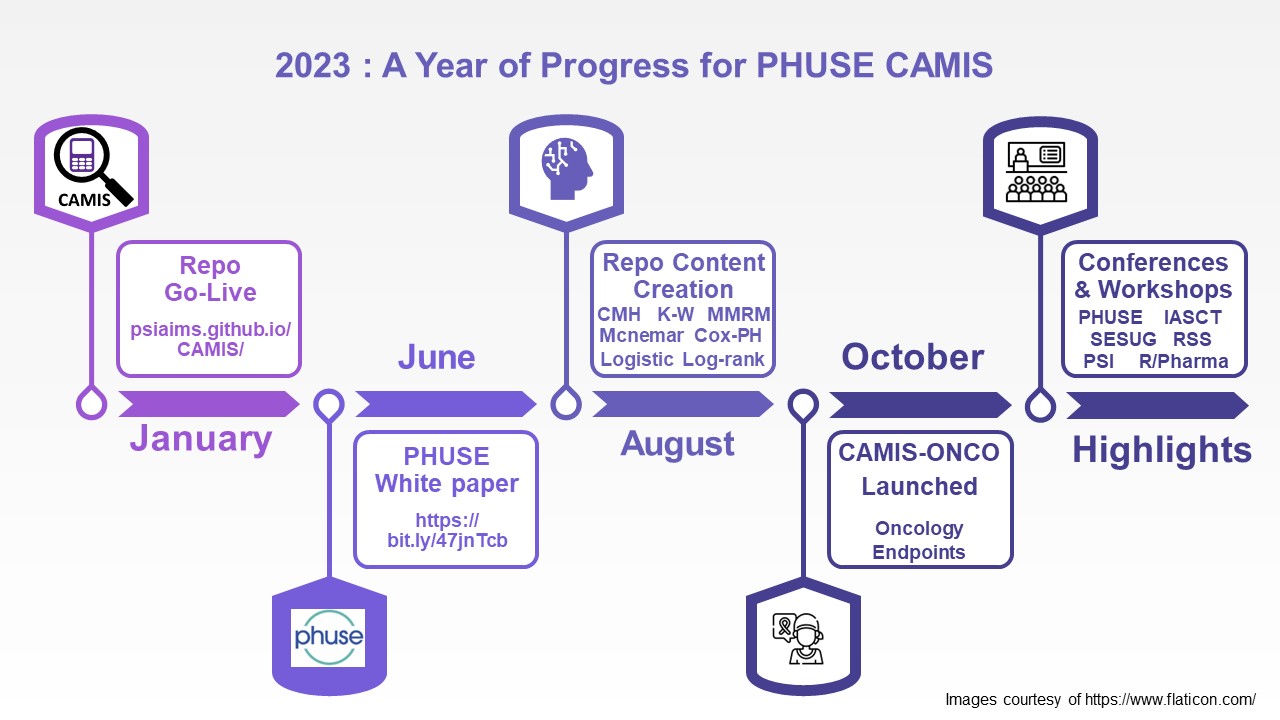 2023 : A Year of Progress for PHUSE CAMIS
CAMIS
Repo
Go-Live
psiaims.github.io/
CAMIS/
January
June
PHUSE
White paper
https://
bit.ly/47jnTcb
phuse
Repo Content
Creation
CMH K-W MMRM
Mcnemar Cox-PH
Logistic Log-rank
August
October
CAMIS-ONCO
Launched
Oncology
Endpoints
Conferences
& Workshops
PHUSE IASCT
SESUG RSS
PSI R/Pharma
Highlights
Images courtesy of https://www.flaticon.com/